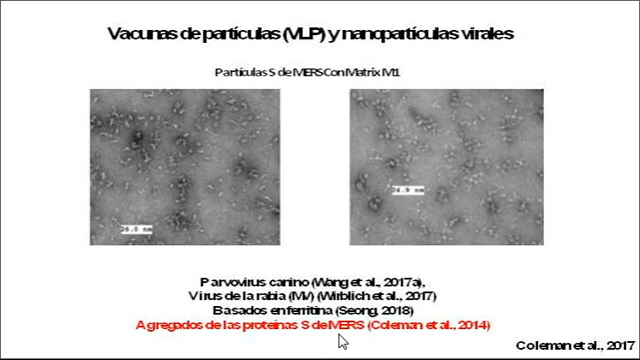 Vacunas de partículas (VLP) y nanopartículas virales
Partículas S de MERS Con Matrix M1
26.0 nm
24.9 nm
Parvovirus canino (Wang et al., 2017a),
Virus de la rabia (MV) (Wirblich et al., 2017)
Basados en ferritina (Seong, 2018)
Agregados de las proteínas S de MERS (Coleman et al., 2014)
Coleman et al., 2017